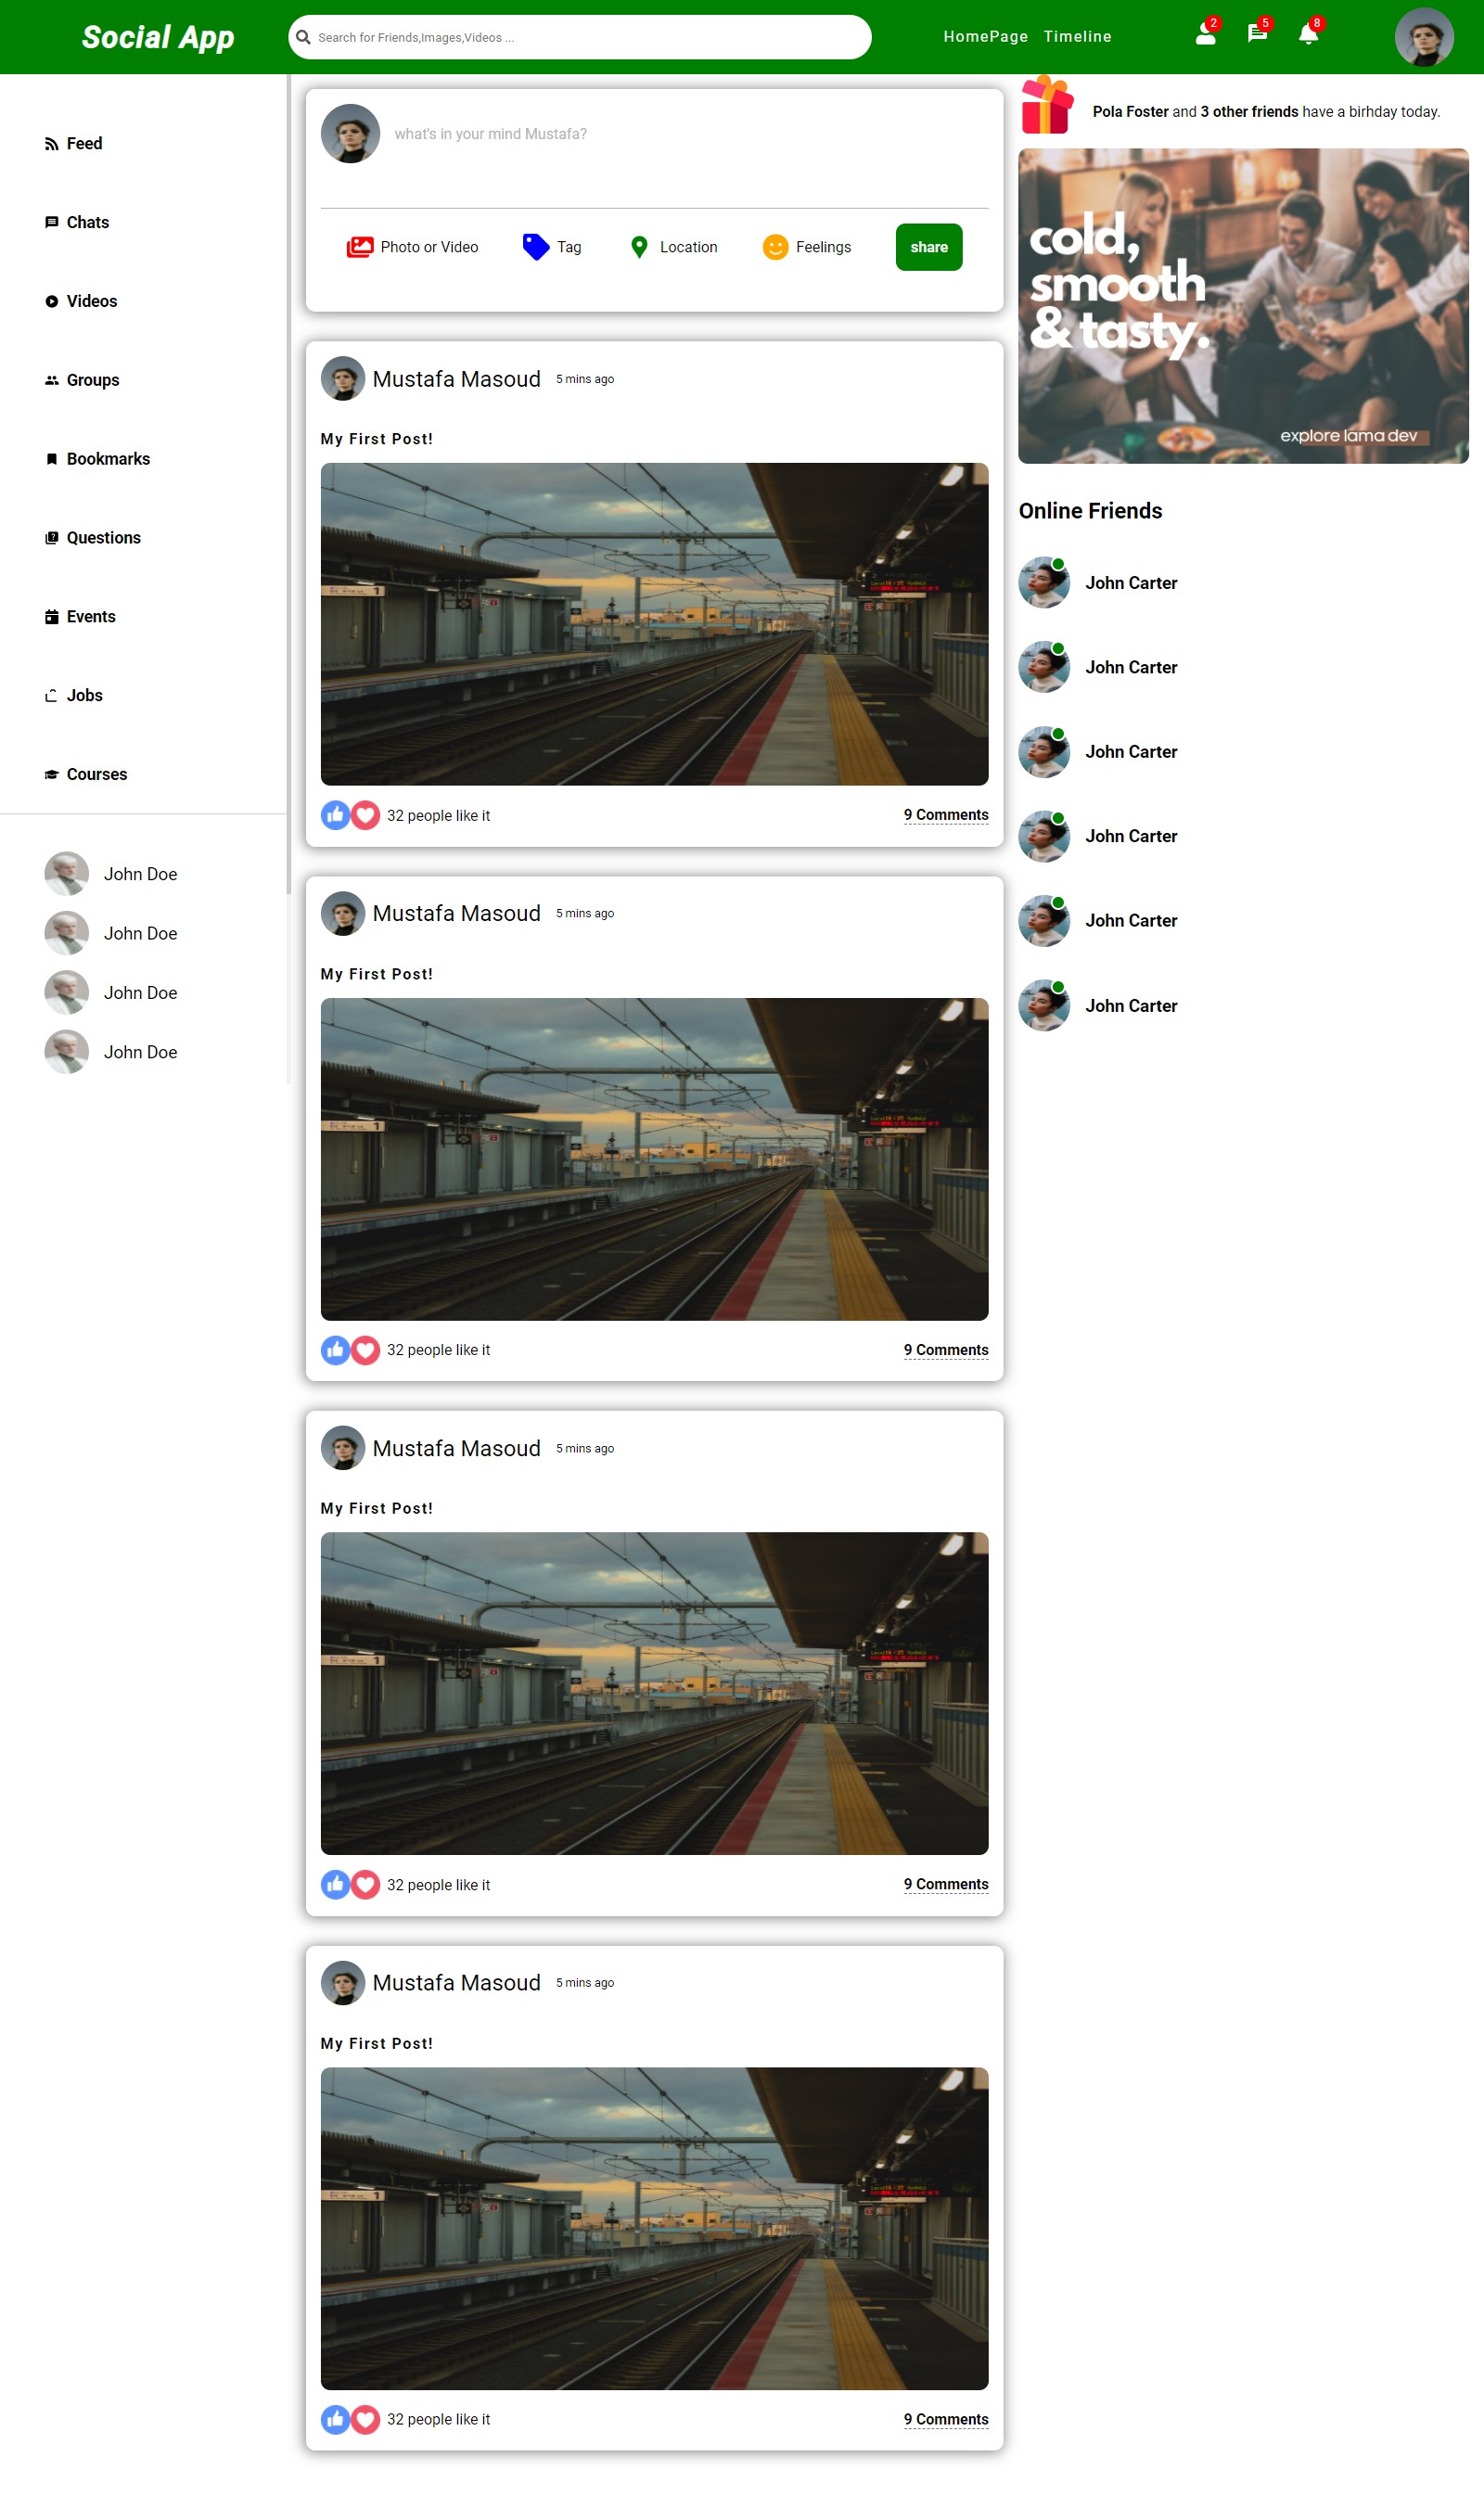 Social App
Search for Friends,Images,Videos ...
HomePage Timeline
2
5
8
Feed
Chats
Videos
Groups
Bookmarks
Questions
Events
Jobs
Courses
John Doe
John Doe
John Doe
John Doe
what's in your mind Mustafa?
Photo or Video
Tag
Location
Feelings
share
Mustafa Masoud 5 mins ago
My First Post!
1
32 people like it
9 Comments
Mustafa Masoud 5 mins ago
My First Post!
1
32 people like it
9 Comments
Mustafa Masoud 5 mins ago
My First Post!
1
32 people like it
9 Comments
Mustafa Masoud 5 mins ago
My First Post!
1
32 people like it
9 Comments
Pola Foster and 3 other friends have a birhday today.
cold,
smooth
& tasty.
explore lama dev
Online Friends
John Carter
John Carter
John Carter
John Carter
John Carter
John Carter